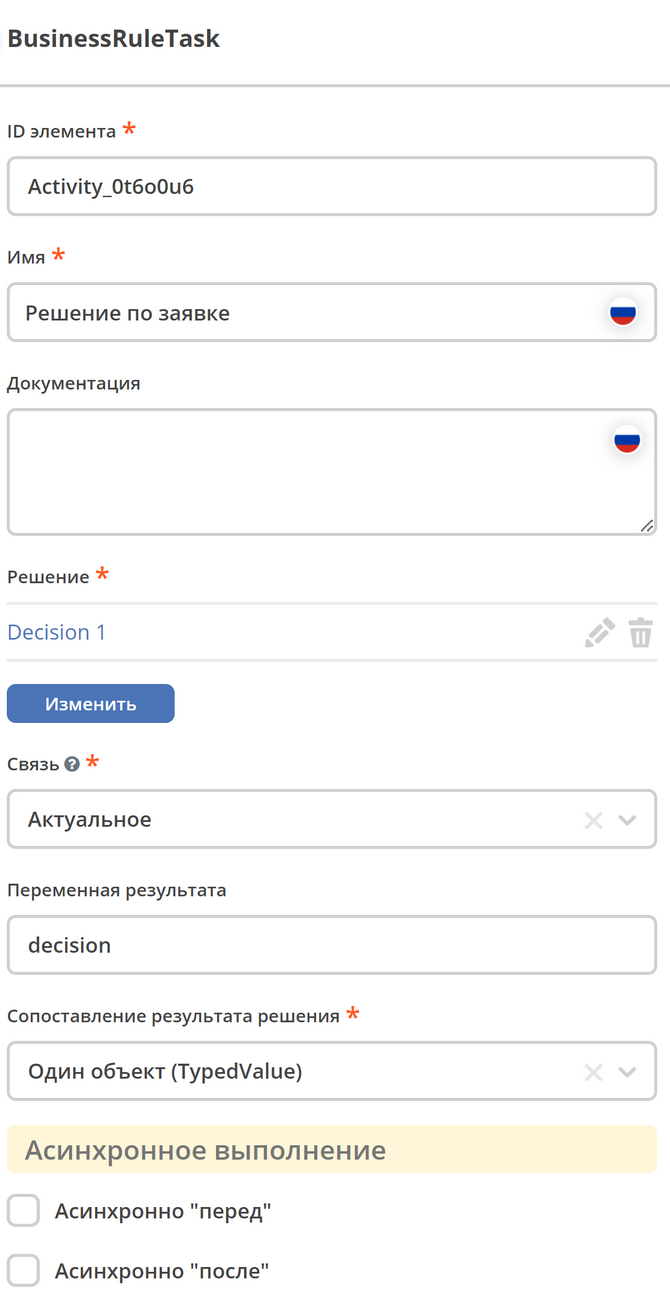 BusinessRuleTask
ID элемента *
Activity_0t6o0u6
Имя *
Решение по заявке
Документация
Решение *
Decision 1
Изменить
Связь ? *
Актуальное
Переменная результата
decision
Сопоставление результата решения *
Один объект (TypedValue)
Асинхронное выполнение
Асинхронно "перед"
Асинхронно "после"